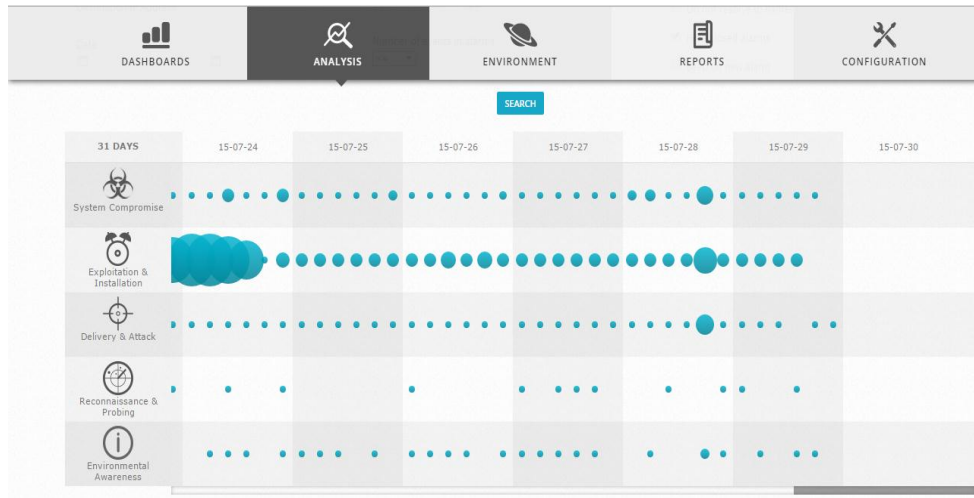 DASHBOARDS
ANALYSIS
ENVIRONMENT
REPORTS
CONFIGURATION
SEARCH
31 DAYS
15-07-24
15-07-25
15-07-26
15-07-27
15-07-28
15-07-29
15-07-30
System Compromise
Exploitation &
Installation
Delivery & Attack
Reconnaissance &
Probing
Environmental
Awareness